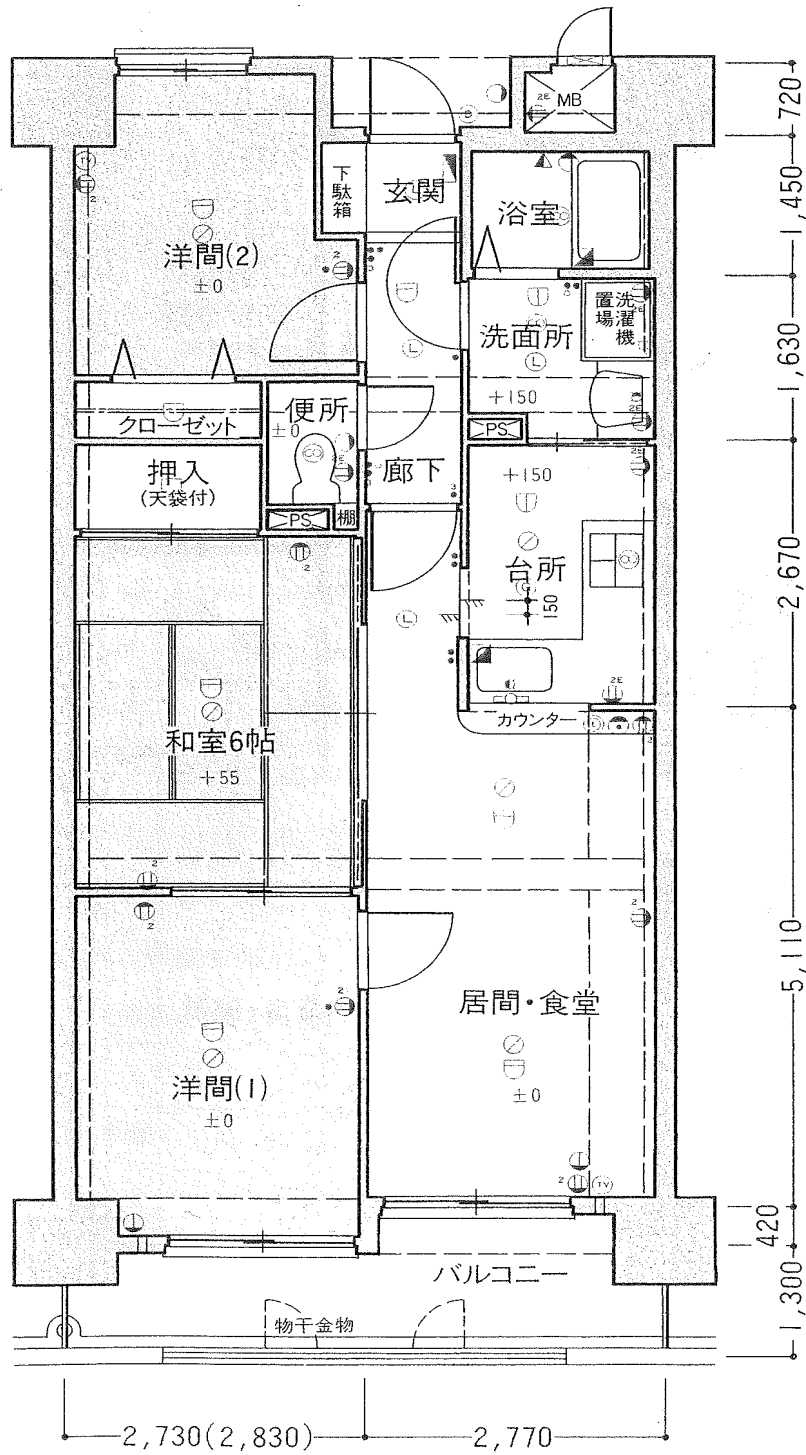 MB
2E
720
下駄箱
玄関
浴室
1,450
洋間(2)
±0
洗濯機
置場
洗面所
+150
1,630
クローゼット
便所
±0
PS
押入
(天袋付)
廊下
+150
PS
棚
台所
150
2,670
2E
カウンター
和室6帖
+55
居間・食堂
±0
5,110
洋間(1)
±0
TV
420
バルコニー
1,300
物干金物
2,730(2,830)
2,770